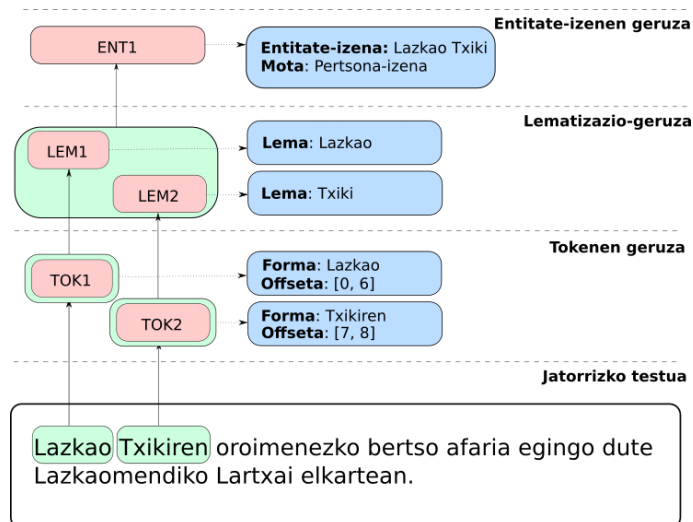 Entitate-izenen geruza
ENT1
Entitate-izena: Lazkao Txiki
Mota: Pertsona-izena
Lematizazio-geruza
LEM1
Lema: Lazkao
LEM2
Lema: Txiki
Tokenen geruza
TOK1
Forma: Lazkao
Offseta: [0, 6]
TOK2
Forma: Txikiren
Offseta: [7, 8]
Jatorrizko testua
Lazkao Txikiren oroimenezko bertso afaria egingo dute
Lazkaomendiko Lartxai elkartean.